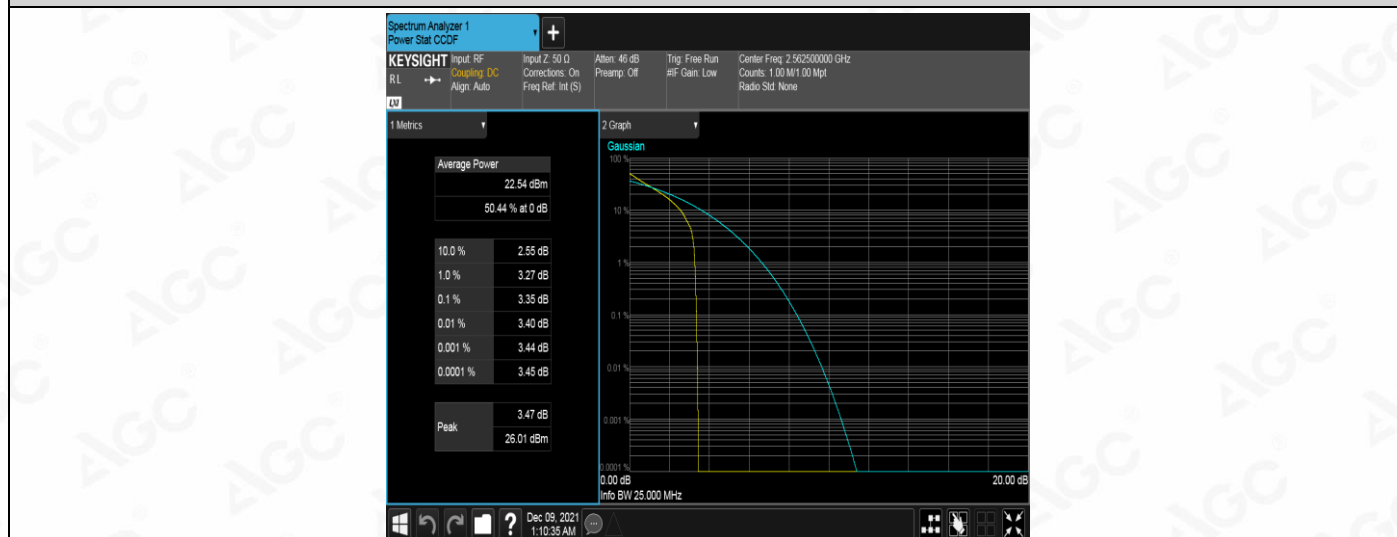 Spectrum Analyzer 1
Power Stat CCDF
+
KEYSIGHT
RL
LXI
Input: RF
Coupling: DC
Align: Auto
Input Z: 50 Ω
Corrections: On
Freq Ref: Int (S)
Atten: 46 dB
Preamp: Off
Trig: Free Run
#IF Gain: Low
Center Freq: 2.562500000 GHz
Counts: 1.00 M/1.00 Mpt
Radio Std: None
1 Metrics
Average Power
22.54 dBm
50.44 % at 0 dB
10.0 % 2.55 dB
1.0 % 3.27 dB
0.1 % 3.35 dB
0.01 % 3.40 dB
0.001 % 3.44 dB
0.0001 % 3.45 dB
Peak
3.47 dB
26.01 dBm
2 Graph
Gaussian
100 %
10 %
1 %
0.1 %
0.01 %
0.001 %
0.0001 %
0.00 dB 20.00 dB
Info BW 25.000 MHz
? Dec 09, 2021
1:10:35 AM
AGC